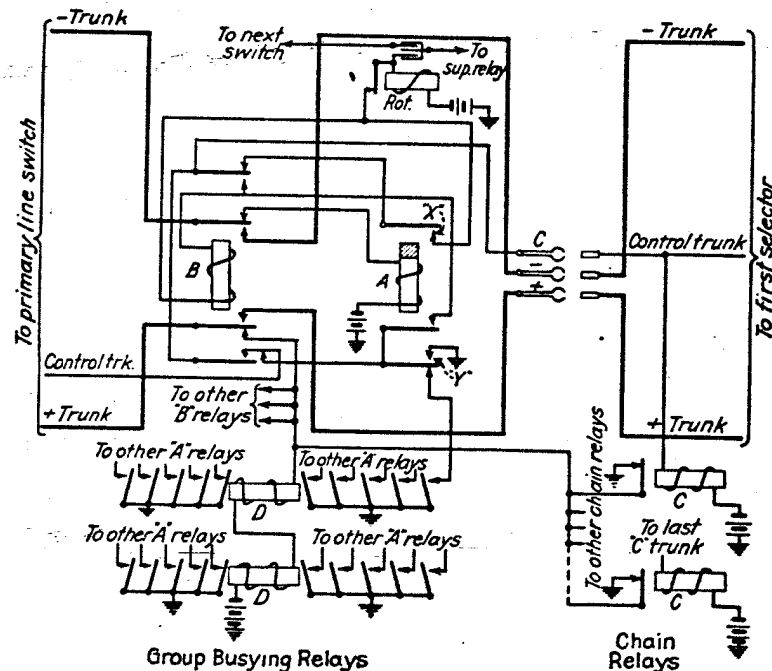 -Trunk
To next
switch
To
sup.relay
Rot.
- Trunk
To primary line switch
"X"
B
A
C
-
+
Control trunk
To first selector
Control trk.
"Y"
+ Trunk
To other
"B" relays
+ Trunk
To other "A" relays
To other "A" relays
D
To other chain relays
C
To other "A" relays
To other "A" relays
D
To last
"C" trunk
C
Group Busying Relays
Chain
Relays